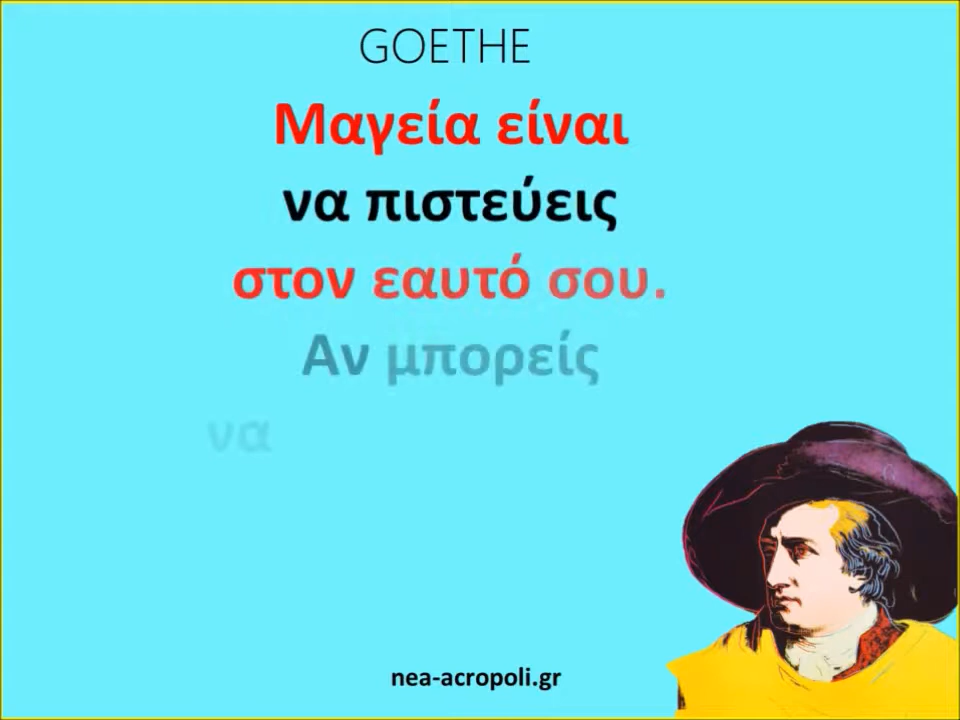 GOETHE
Μαγεία είναι
να πιστεύεις
στον εαυτό σου.
Αν μπορείς
να
nea-acropoli.gr